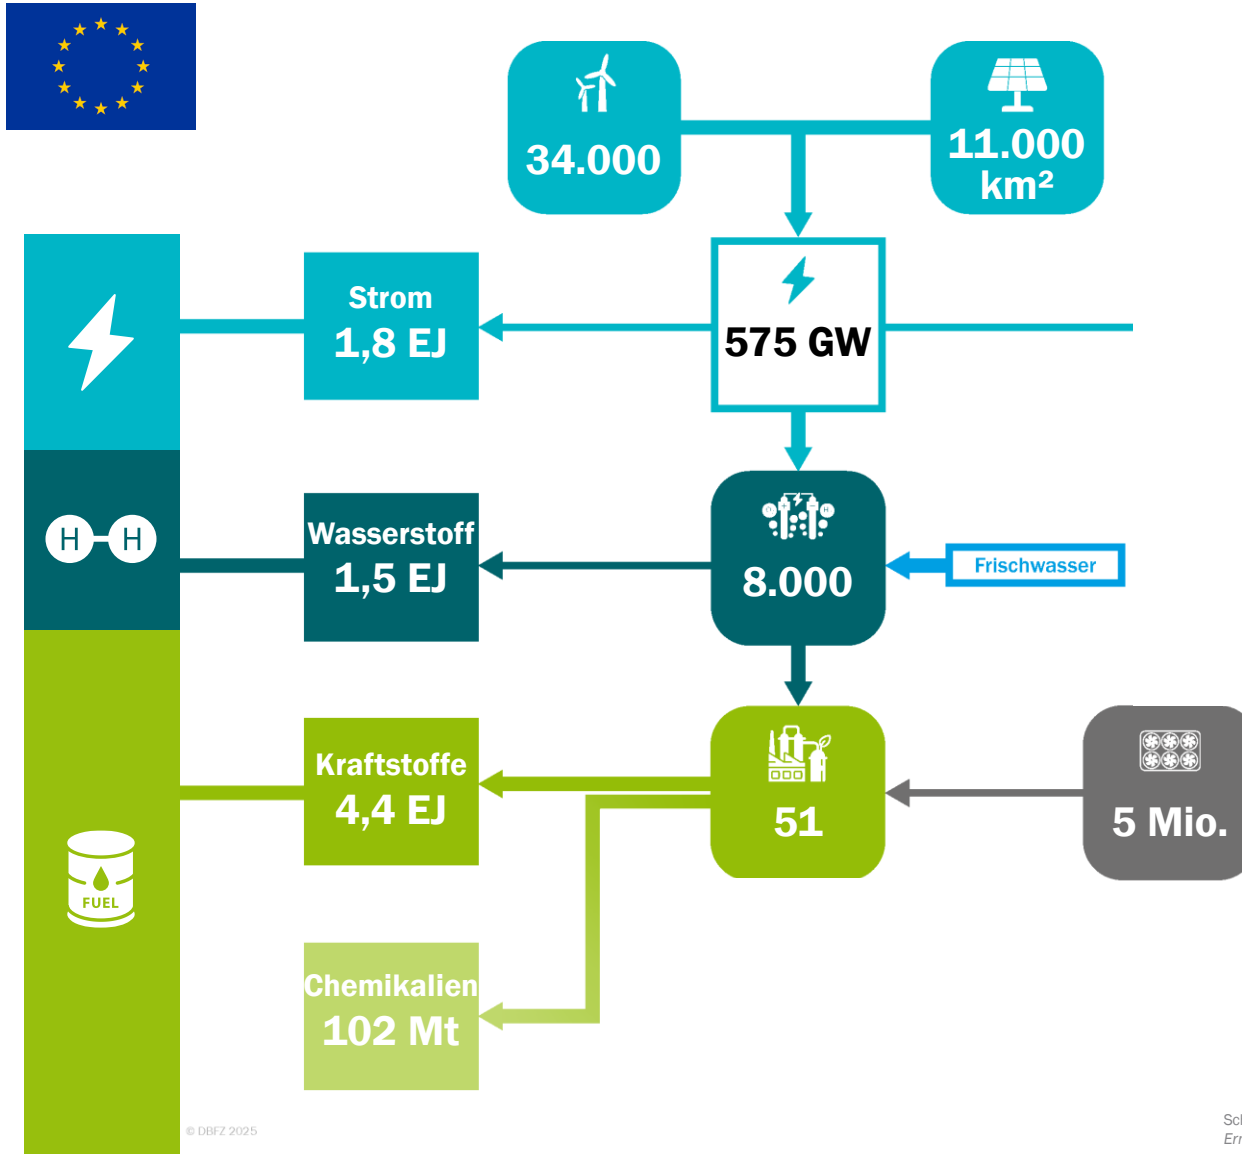 34.000
11.000
km²
Strom
1,8 EJ
575 GW
H H
Wasserstoff
1,5 EJ
8.000
Frischwasser
Kraftstoffe
4,4 EJ
51
5 Mio.
FUEL
Chemikalien
102 Mt
© DBFZ 2025